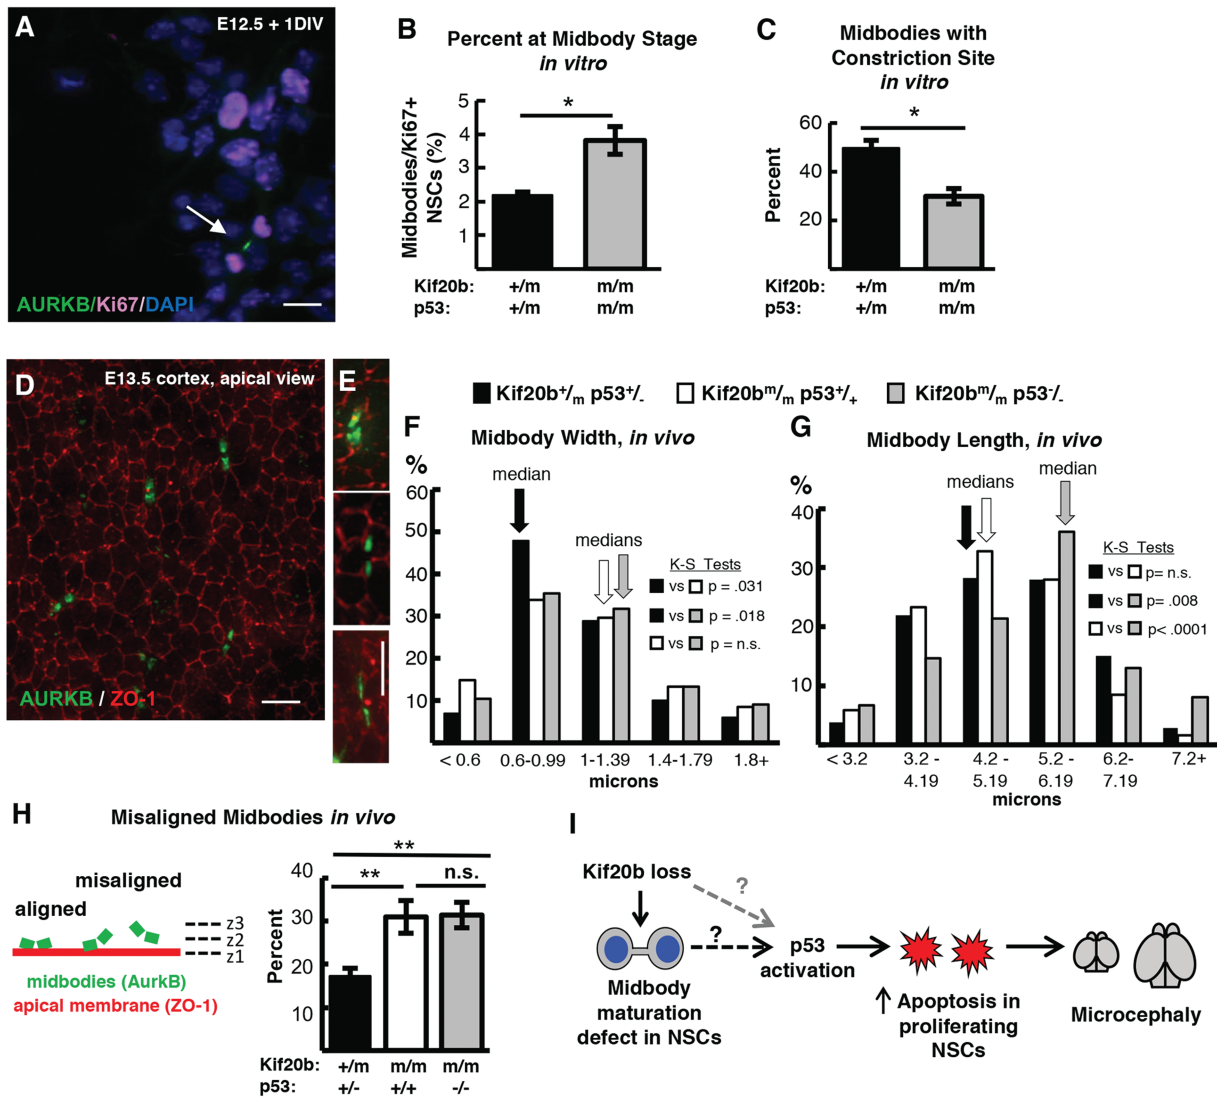 A
E12.5 + 1DIV
AURKB/Ki67/DAPI
B
Percent at Midbody Stage
in vitro
Midbodies/Ki67+
NSCs (%)
5
4
3
2
1
*
Kif20b: +/m m/m
p53: +/m m/m
C
Midbodies with
Constriction Site
in vitro
Percent
60
40
20
*
+/m m/m
Kif20b:
p53: +/m m/m
D
E13.5 cortex, apical view
AURKB / ZO-1
E
Kif20b+/m p53+/- Kif20bm/m p53+/+ Kif20bm/m p53-/-
F
Midbody Width, in vivo
%
60
50
40
30
20
10
median
medians
K-S Tests
vs p = .031
vs p = .018
vs p = n.s.
< 0.6 0.6-0.99 1-1.39 1.4-1.79 1.8+
microns
G
Midbody Length, in vivo
%
40
30
20
10
medians
median
K-S Tests
vs p= n.s.
vs p= .008
vs p< .0001
< 3.2 3.2 - 4.2 - 5.2 - 6.2- 7.2+
4.19 5.19 6.19 7.19
microns
H
Misaligned Midbodies in vivo
misaligned
aligned
z3
z2
z1
midbodies (AurkB)
apical membrane (ZO-1)
Percent
40
30
20
10
**
**
n.s.
Kif20b: +/m m/m m/m
p53: +/- +/+ -/-
I
Kif20b loss
?
?
p53
activation
Midbody
maturation
defect in NSCs
↑ Apoptosis in
proliferating
NSCs
Microcephaly